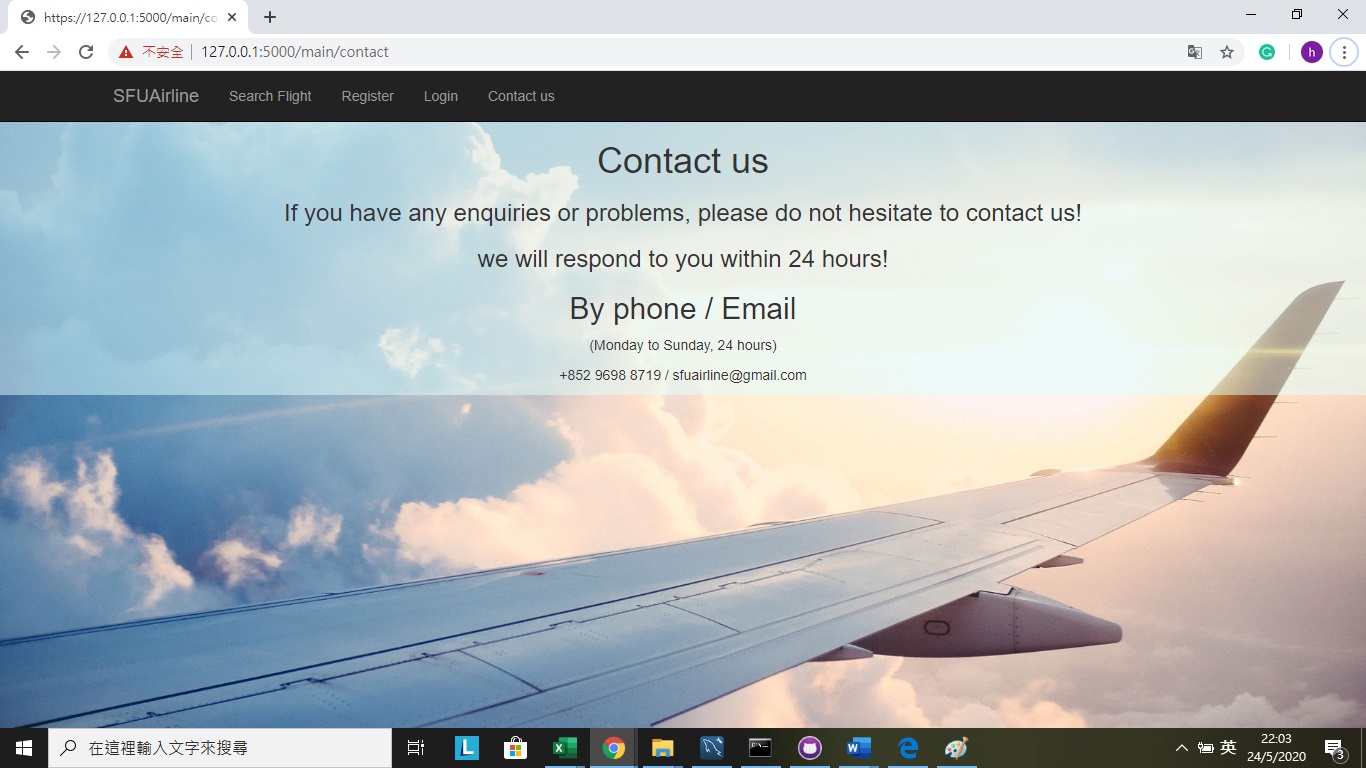 https://127.0.0.1:5000/main/co
不安全
127.0.0.1:5000/main/contact
h
SFUAirline
Search Flight
Register
Login
Contact us
Contact us
If you have any enquiries or problems, please do not hesitate to contact us!
we will respond to you within 24 hours!
By phone / Email
(Monday to Sunday, 24 hours)
+852 9698 8719 / sfuairline@gmail.com
在這裡輸入文字來搜尋
L
英
22:03
24/5/2020
3